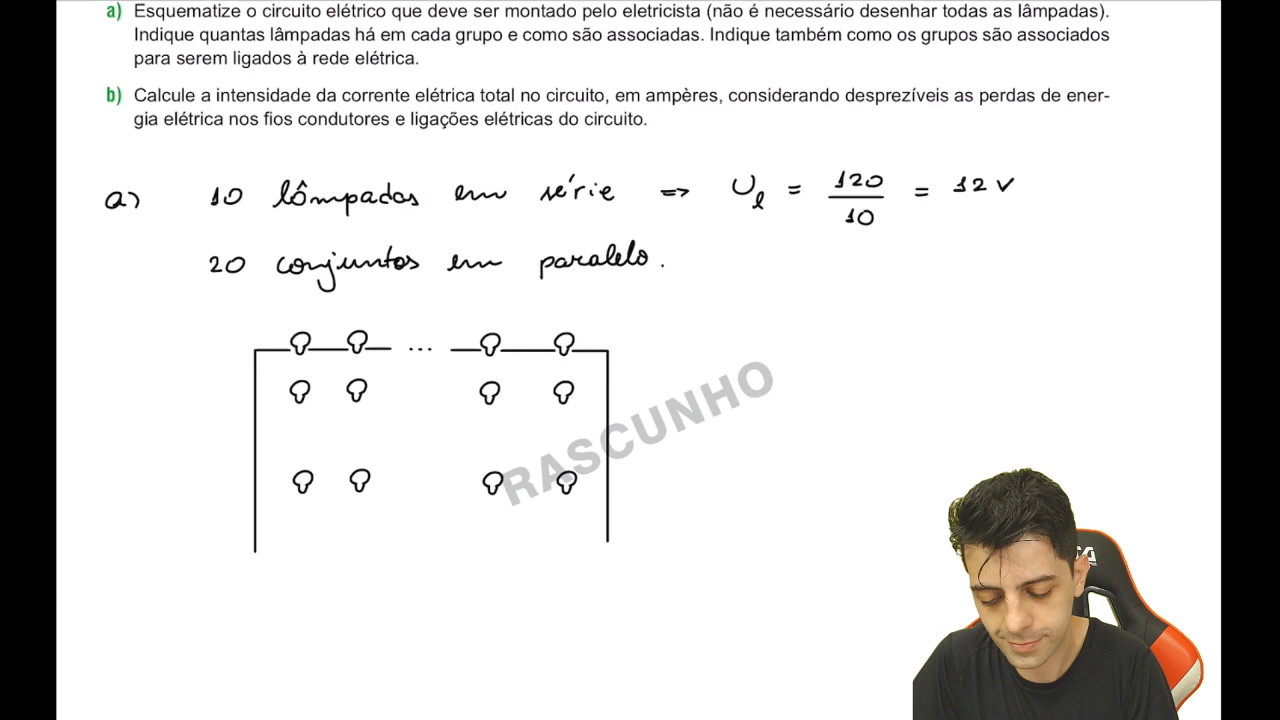 a) Esquematize o circuito elétrico que deve ser montado pelo eletricista (não é necessário desenhar todas as lâmpadas).
Indique quantas lâmpadas há em cada grupo e como são associadas. Indique também como os grupos são associados
para serem ligados à rede elétrica.
b) Calcule a intensidade da corrente elétrica total no circuito, em ampères, considerando desprezíveis as perdas de ener-
gia elétrica nos fios condutores e ligações elétricas do circuito.
a) 10 lâmpadas em série => Ul = 120/10 = 12 V
20 conjuntos em paralelo.
...
RASCUNHO